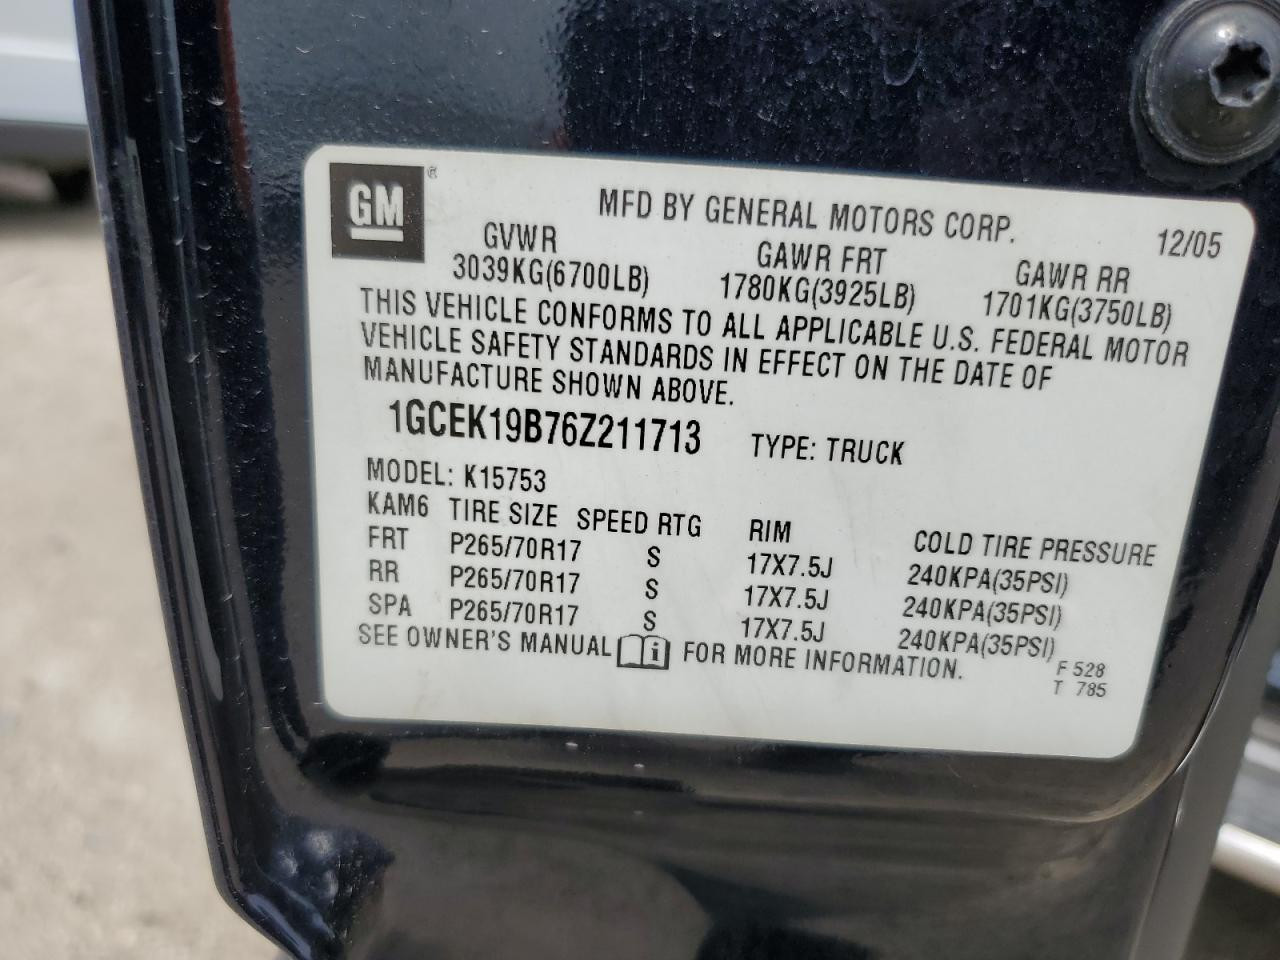 GM ®
MFD BY GENERAL MOTORS CORP. 12/05
GVWR GAWR FRT GAWR RR
3039KG(6700LB) 1780KG(3925LB) 1701KG(3750LB)
THIS VEHICLE CONFORMS TO ALL APPLICABLE U.S. FEDERAL MOTOR
VEHICLE SAFETY STANDARDS IN EFFECT ON THE DATE OF
MANUFACTURE SHOWN ABOVE.
1GCEK19B76Z211713 TYPE: TRUCK
MODEL: K15753
KAM6 TIRE SIZE SPEED RTG RIM COLD TIRE PRESSURE
FRT P265/70R17 S 17X7.5J 240KPA(35PSI)
RR P265/70R17 S 17X7.5J 240KPA(35PSI)
SPA P265/70R17 S 17X7.5J 240KPA(35PSI)
SEE OWNER'S MANUAL i FOR MORE INFORMATION.
F 528
T 785